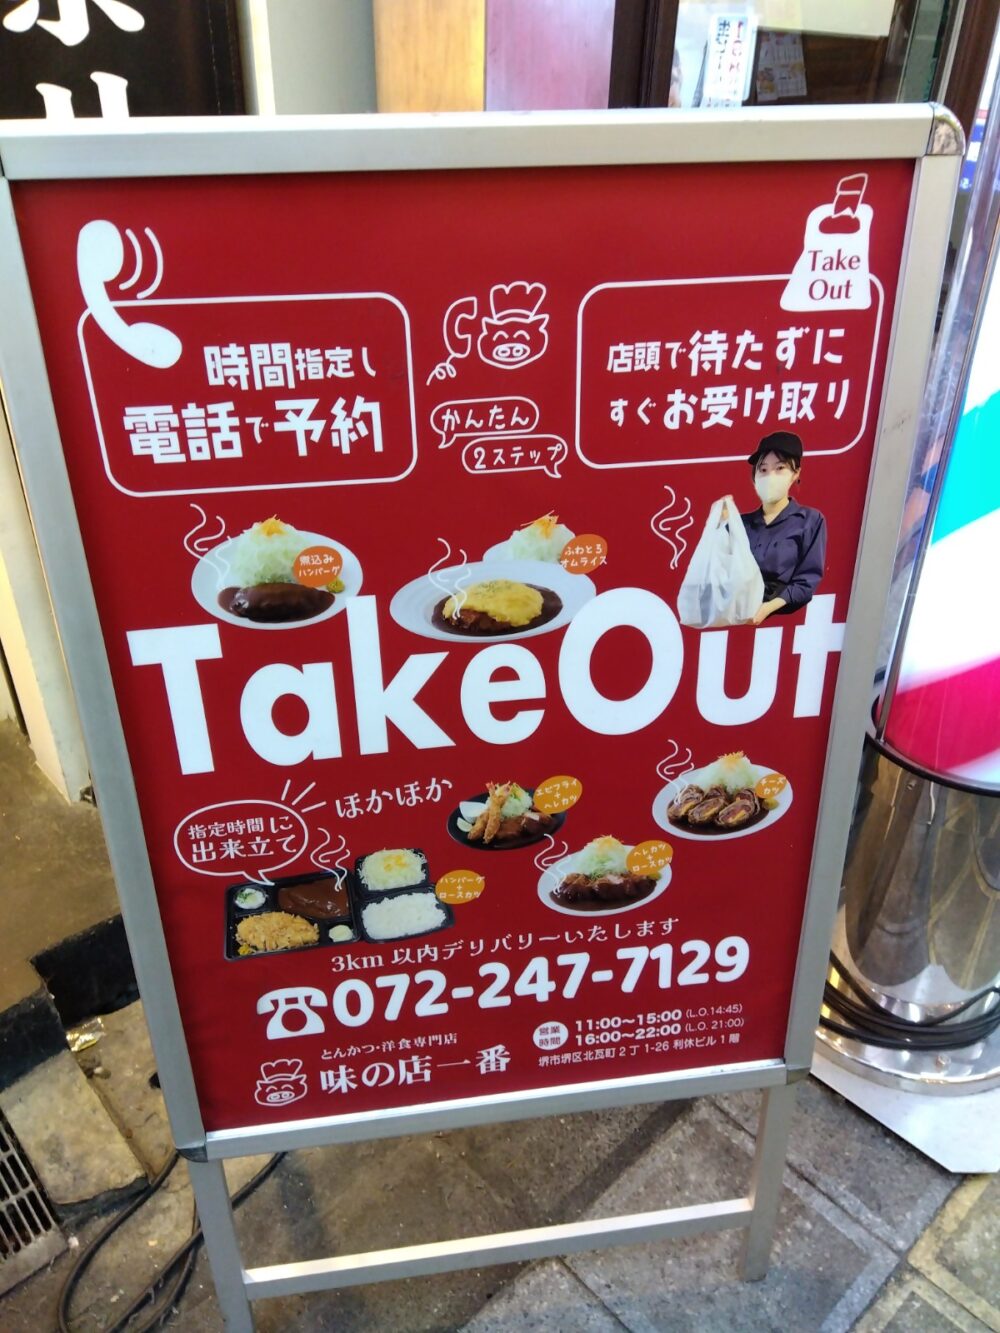 Take
Out
時間指定し
電話で予約
かんたん
2ステップ
店頭で待たずに
すぐお受け取り
煮込み
ハンバーグ
ふわとろ
オムライス
TakeOut
指定時間に
出来立て
ほかほか
エビフライ
+
ヘレカツ
チーズ
カツ
ハンバーグ
+
ロースカツ
ヘレカツ
+
ロースカツ
3km 以内デリバリーいたします
☎072-247-7129
とんかつ・洋食専門店
味の店一番
営業
時間
11:00~15:00 (L.O.14:45)
16:00~22:00 (L.O. 21:00)
堺市堺区北瓦町2丁1-26 利休ビル1階